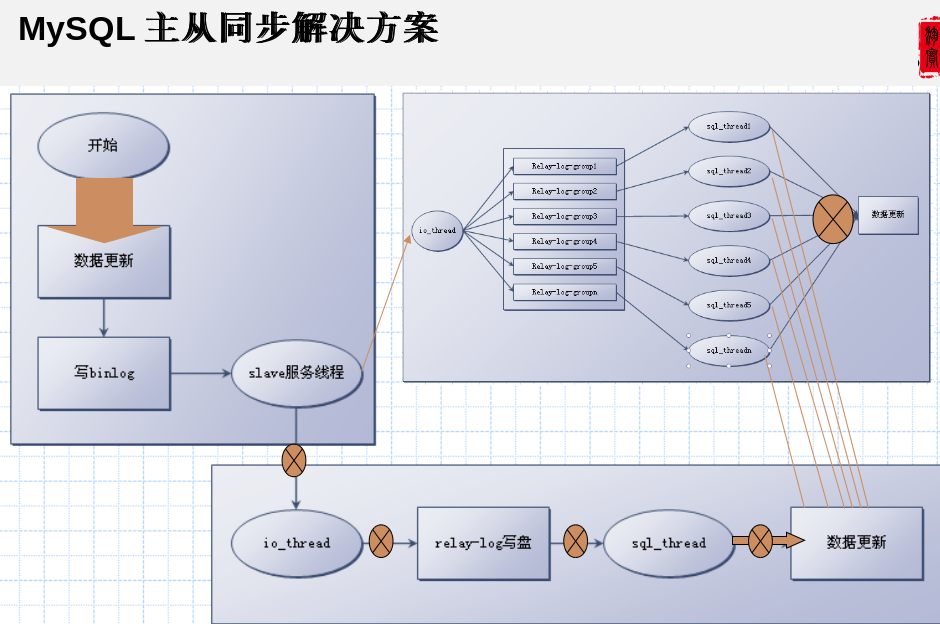 MySQL 主从同步解决方案
开始
数据更新
写binlog
slave服务线程
io_thread
Relay-log-group1
Relay-log-group2
Relay-log-group3
Relay-log-group4
Relay-log-group5
Relay-log-groupn
sql_thread1
sql_thread2
sql_thread3
sql_thread4
sql_thread5
sql_threadn
数据更新
io_thread
relay-log写盘
sql_thread
数据更新